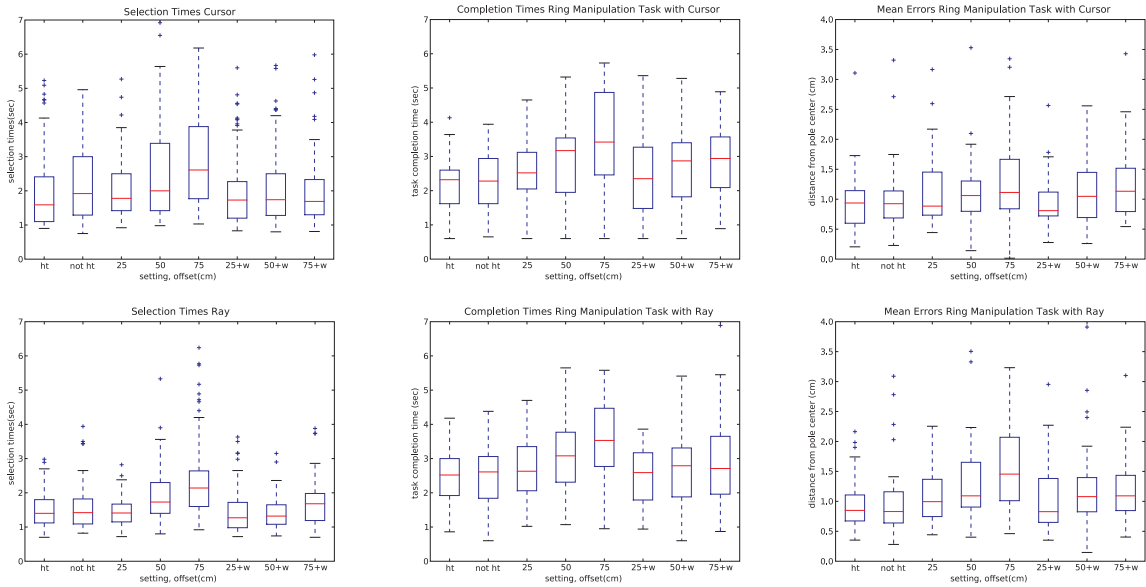 Selection Times Cursor
selection times(sec)
7
6
5
4
3
2
1
0
ht not ht 25 50 75 25+w 50+w 75+w
setting, offset(cm)
Completion Times Ring Manipulation Task with Cursor
task completion time (sec)
7
6
5
4
3
2
1
0
ht not ht 25 50 75 25+w 50+w 75+w
setting, offset(cm)
Mean Errors Ring Manipulation Task with Cursor
distance from pole center (cm)
4.0
3.5
3.0
2.5
2.0
1.5
1.0
0.5
0.0
ht not ht 25 50 75 25+w 50+w 75+w
setting, offset(cm)
Selection Times Ray
selection times(sec)
7
6
5
4
3
2
1
0
ht not ht 25 50 75 25+w 50+w 75+w
setting, offset(cm)
Completion Times Ring Manipulation Task with Ray
task completion time (sec)
7
6
5
4
3
2
1
0
ht not ht 25 50 75 25+w 50+w 75+w
setting, offset(cm)
Mean Errors Ring Manipulation Task with Ray
distance from pole center (cm)
4.0
3.5
3.0
2.5
2.0
1.5
1.0
0.5
0.0
ht not ht 25 50 75 25+w 50+w 75+w
setting, offset(cm)